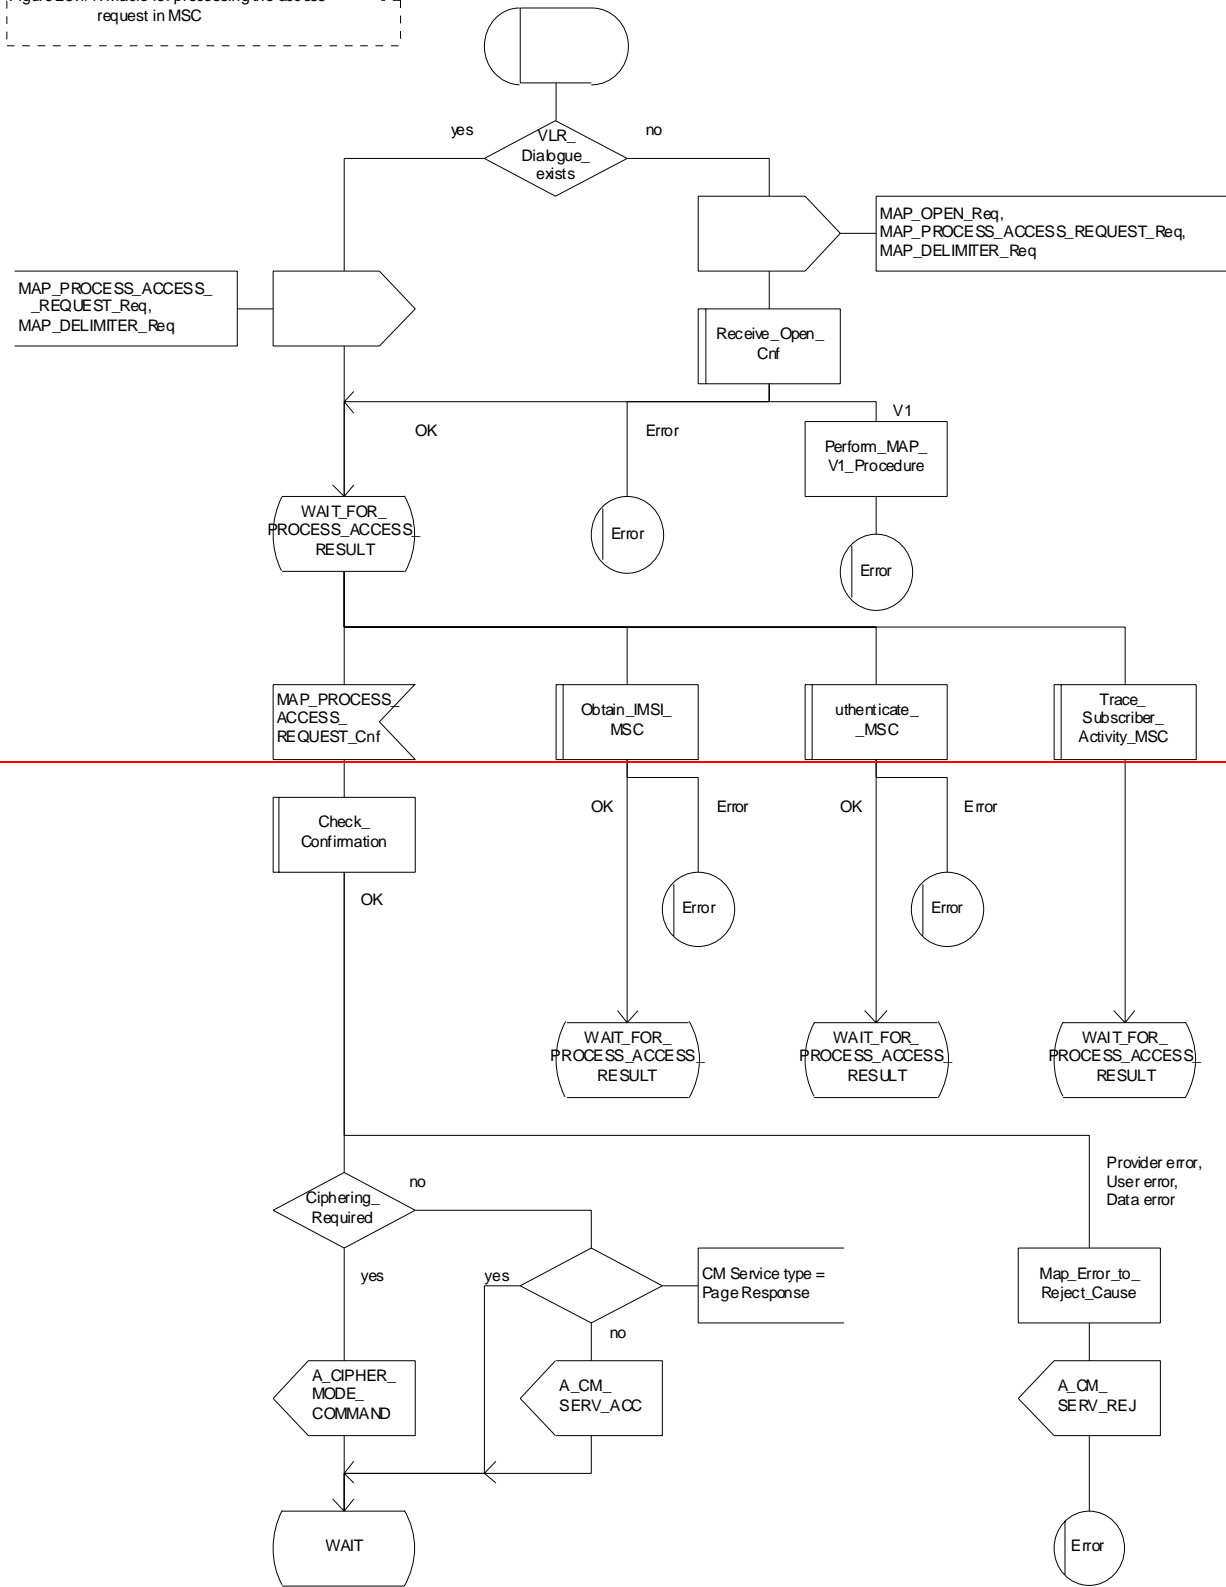 request in MSC
yes
no
VLR_
Dialogue_
exists
MAP_OPEN_Req,
MAP_PROCESS_ACCESS_REQUEST_Req,
MAP_DELIMITER_Req
MAP_PROCESS_ACCESS_
_REQUEST_Req,
MAP_DELIMITER_Req
Receive_Open_
Cnf
OK
Error
V1
Perform_MAP_
V1_Procedure
WAIT_FOR_
PROCESS_ACCESS_
RESULT
Error
Error
MAP_PROCESS_
ACCESS_
REQUEST_Cnf
Obtain_IMSI_
MSC
uthenticate_
_MSC
Trace_
Subscriber_
Activity_MSC
Check_
Confirmation
OK
Error
OK
Error
OK
Error
Error
WAIT_FOR_
PROCESS_ACCESS_
RESULT
WAIT_FOR_
PROCESS_ACCESS_
RESULT
WAIT_FOR_
PROCESS_ACCESS_
RESULT
Provider error,
User error,
Data error
Ciphering_
Required
no
yes
yes
CM Service type =
Page Response
no
Map_Error_to_
Reject_Cause
A_CIPHER_
MODE_
COMMAND
A_CM_
SERV_ACC
A_CM_
SERV_REJ
WAIT
Error